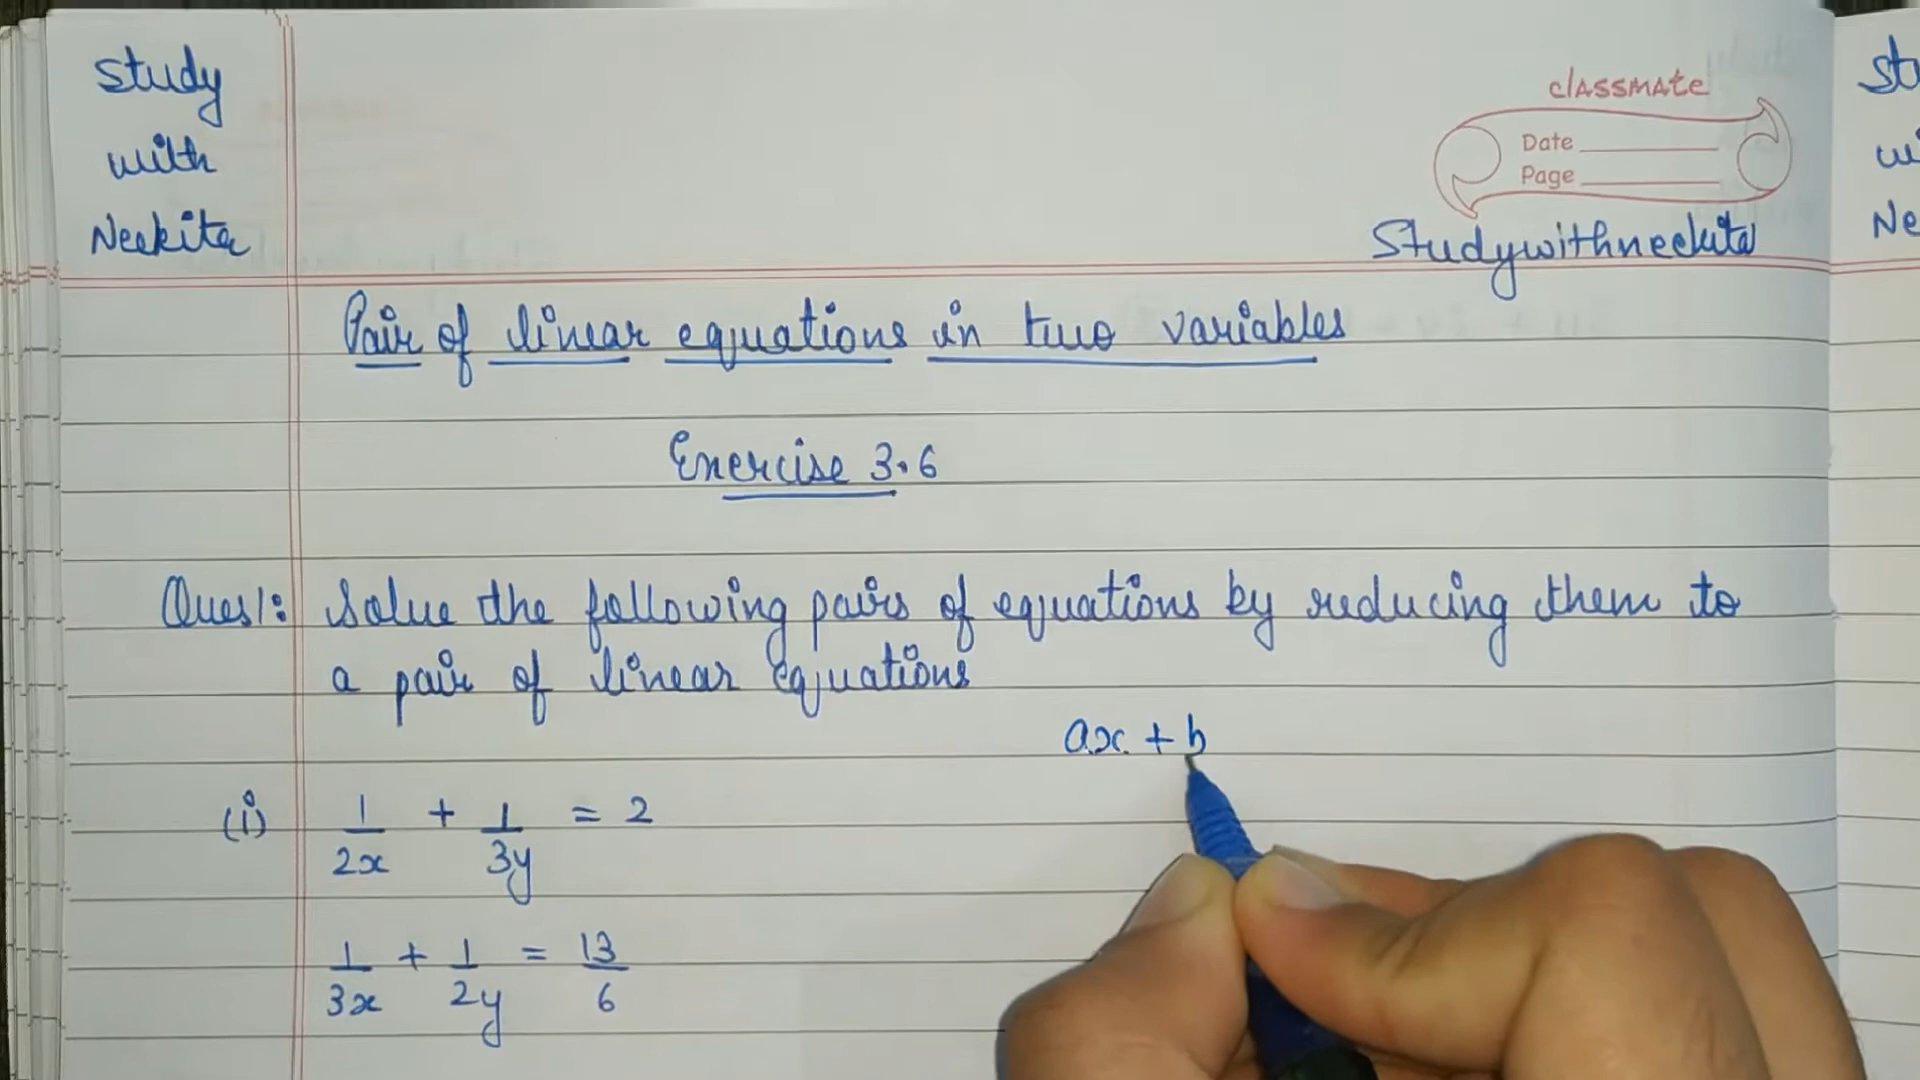 Study
with
Neekita
classmate
Date
Page
Studywithneekita
Pair of linear equations in two variables
Exercise 3.6
Ques1: Solve the following pairs of equations by reducing them to
a pair of linear equations
ax + b
(i) 1/2x + 1/3y = 2
1/3x + 1/2y = 13/6